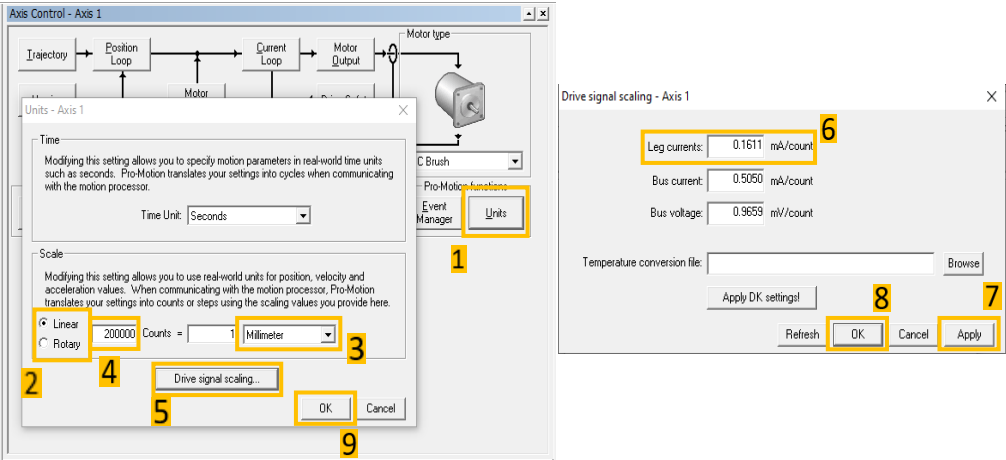 Axis Control - Axis 1
Motor type
Trajectory
Position
Loop
Current
Loop
Motor
Output
Motor
C Brush
Pro-Motion functions
Event
Manager
Units
1
Units - Axis 1
Time
Modifying this setting allows you to specify motion parameters in real-world time units
such as seconds. Pro-Motion translates your settings into cycles when communicating
with the motion processor.
Time Unit: Seconds
Scale
Modifying this setting allows you to use real-world units for position, velocity and
acceleration values. When communicating with the motion processor, Pro-Motion
translates your settings into counts or steps using the scaling values you provide here.
Linear
Rotary
200000 Counts = 1 Millimeter
2
4
3
Drive signal scaling...
5
OK
Cancel
9
Drive signal scaling - Axis 1
6
Leg currents: 0.1611 mA/count
Bus current: 0.5050 mA/count
Bus voltage: 0.9659 mV/count
Temperature conversion file:
Browse
Apply DK settings!
8
7
Refresh
OK
Cancel
Apply